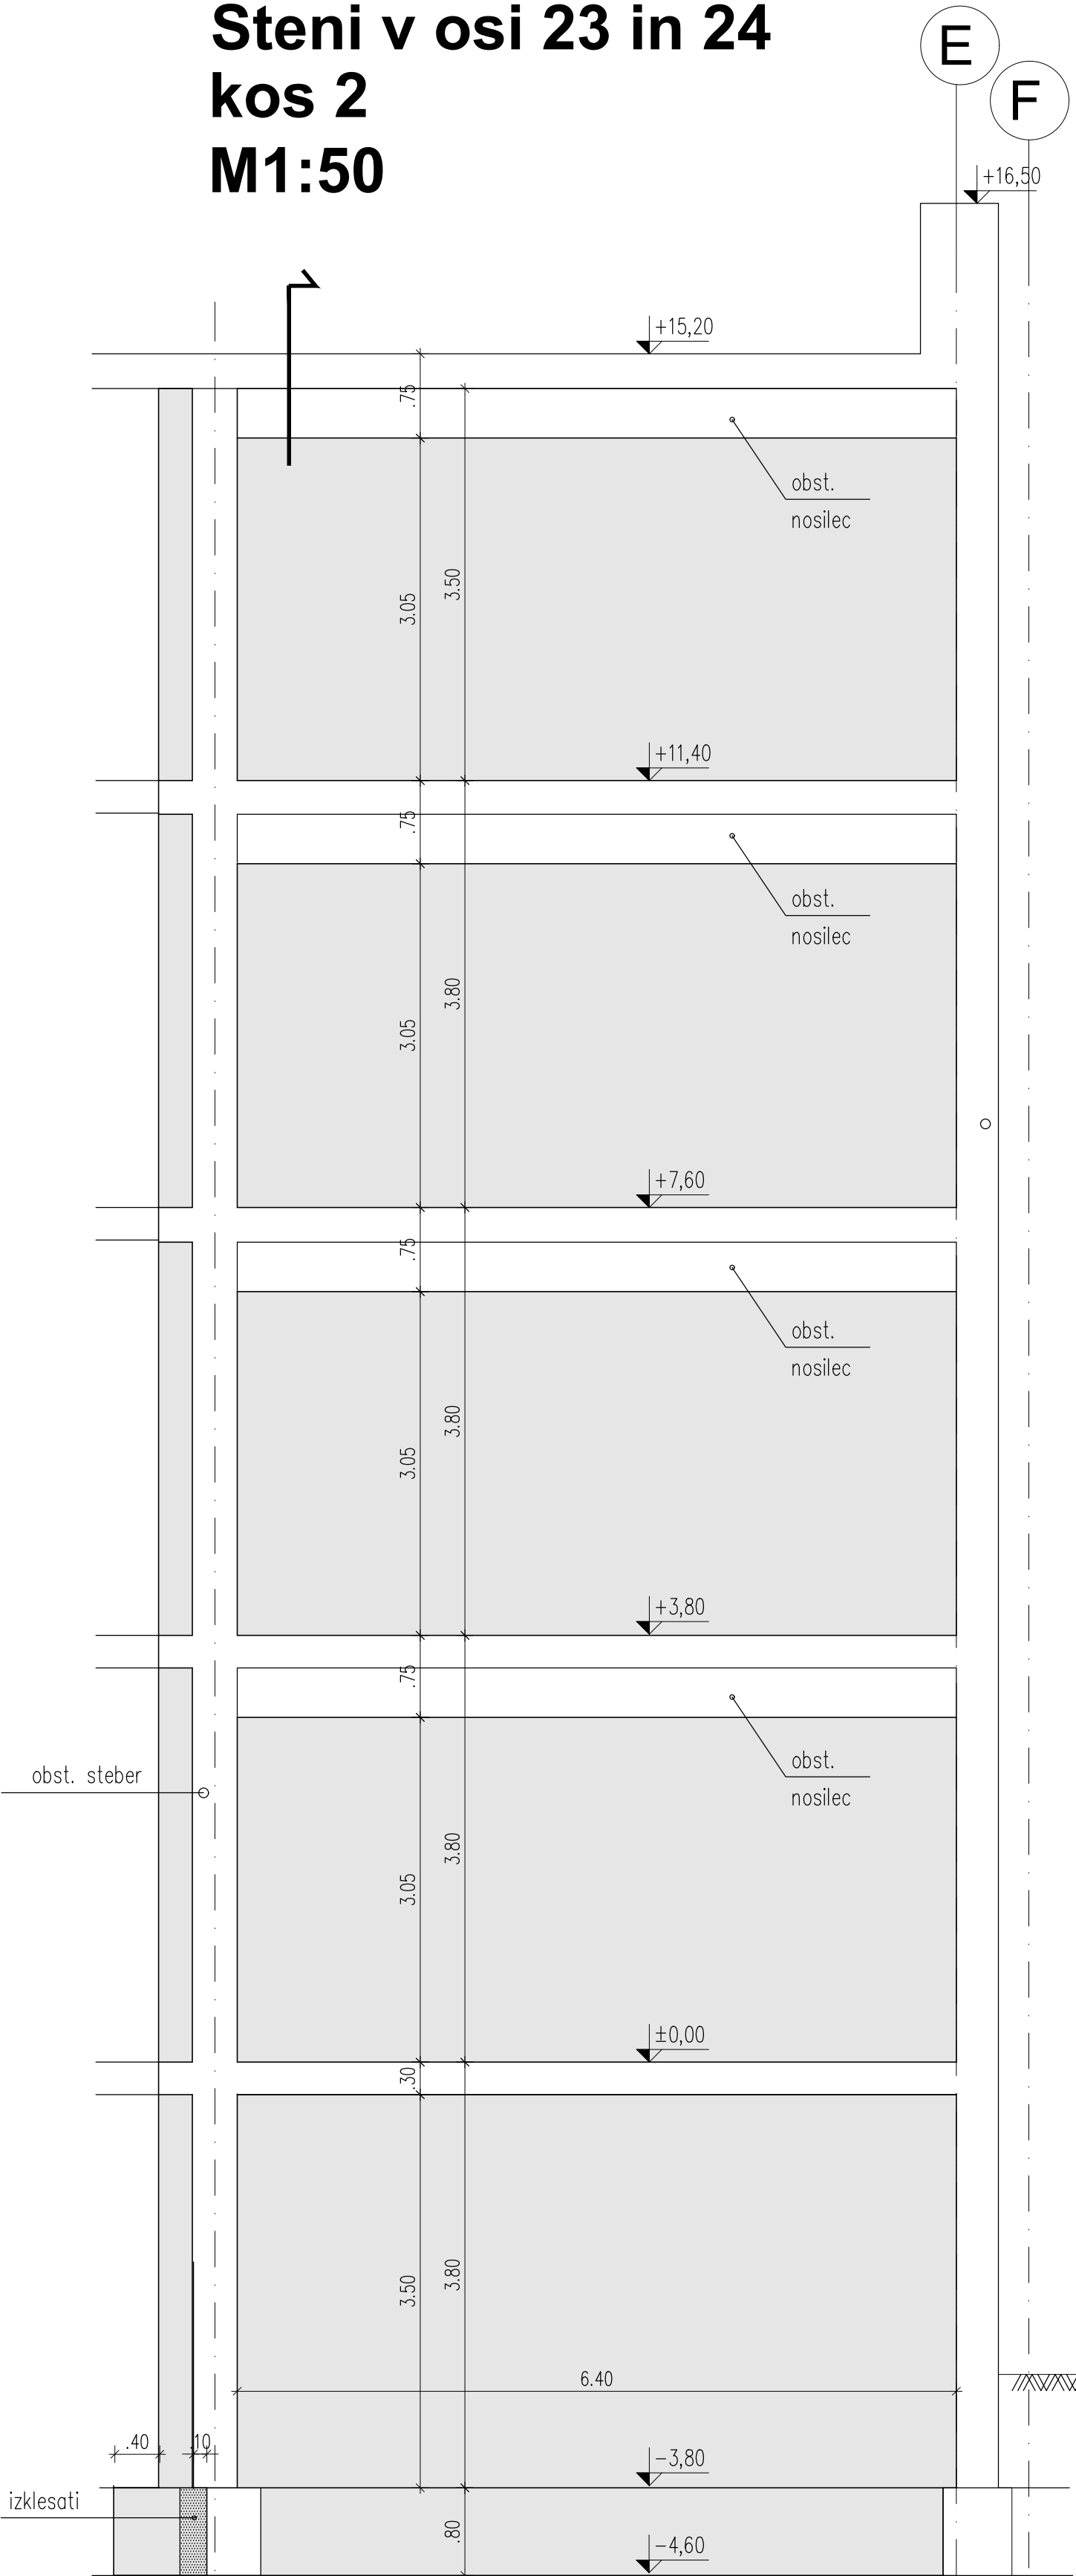 Steni v osi 23 in 24
kos 2
M1:50
E
F
+16,50
+15,20
.75
obst.
nosilec
3.50
3.05
+11,40
.75
obst.
nosilec
3.80
3.05
+7,60
.75
obst.
nosilec
3.80
3.05
+3,80
.75
obst.
nosilec
obst. steber
3.80
3.05
±0,00
.30
3.80
3.50
6.40
.40
.10
-3,80
izklesati
.80
-4,60